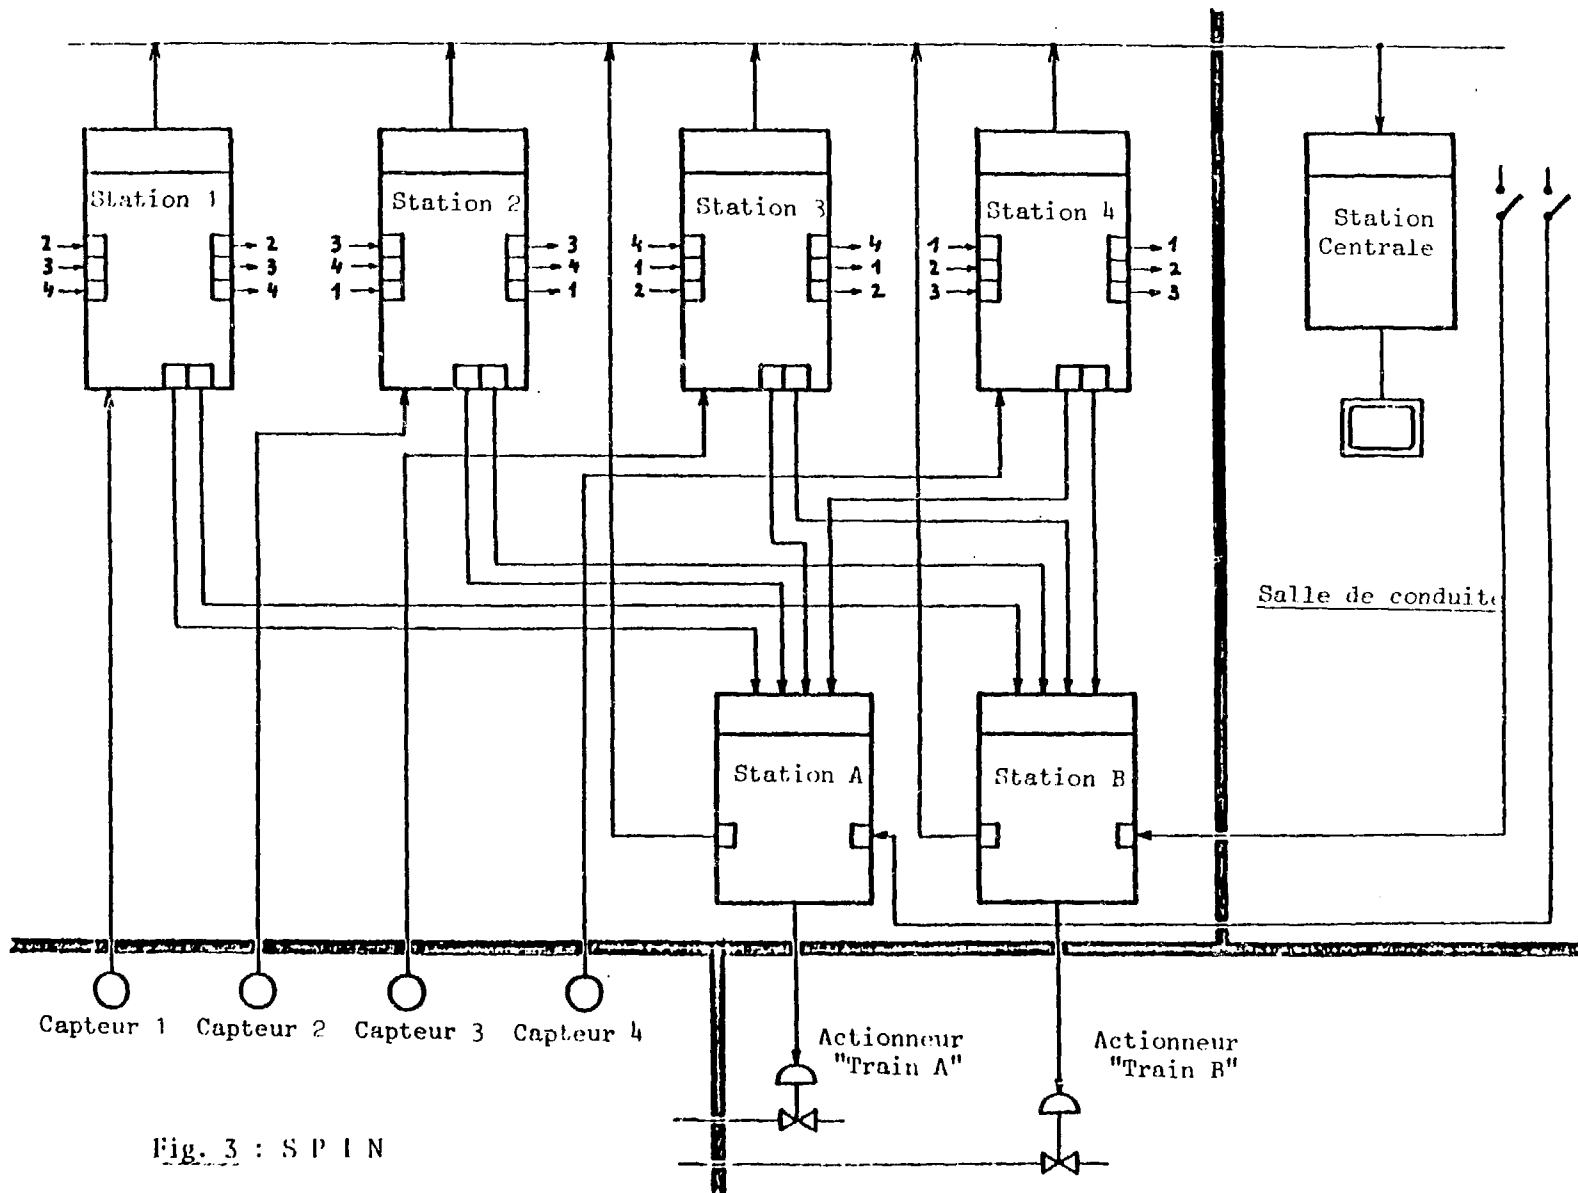 Station 1
Station 2
Station 3
Station 4
Station
Centrale
2 2
3 3
4 4
3 3
4 4
1 1
4 4
1 1
2 2
1 1
2 2
3 3
Salle de conduite
Station A
Station B
Capteur 1
Capteur 2
Capteur 3
Capteur 4
Actionneur
"Train A"
Actionneur
"Train B"
Fig. 3 : S P I N